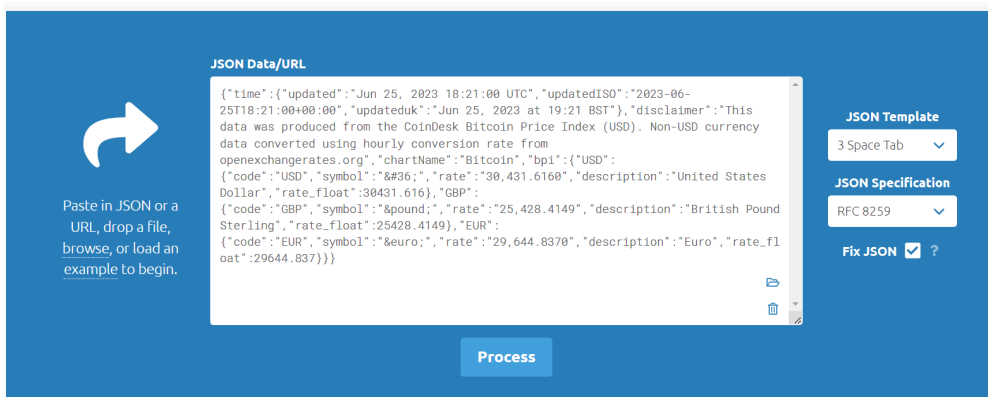 JSON Data/URL
{"time":{"updated":"Jun 25, 2023 18:21:00 UTC","updatedISO":"2023-06-
25T18:21:00+00:00","updateduk":"Jun 25, 2023 at 19:21 BST"},"disclaimer":"This
data was produced from the CoinDesk Bitcoin Price Index (USD). Non-USD currency
data converted using hourly conversion rate from
openexchangerates.org","chartName":"Bitcoin","bpi":{"USD":
{"code":"USD","symbol":"&#36;","rate":"30,431.6160","description":"United States
Dollar","rate_float":30431.616},"GBP":
{"code":"GBP","symbol":"&pound;","rate":"25,428.4149","description":"British Pound
Sterling","rate_float":25428.4149},"EUR":
{"code":"EUR","symbol":"&euro;","rate":"29,644.8370","description":"Euro","rate_fl
oat":29644.837}}}
Paste in JSON or a
URL, drop a file,
browse, or load an
example to begin.
JSON Template
3 Space Tab
JSON Specification
RFC 8259
Fix JSON ?
Process